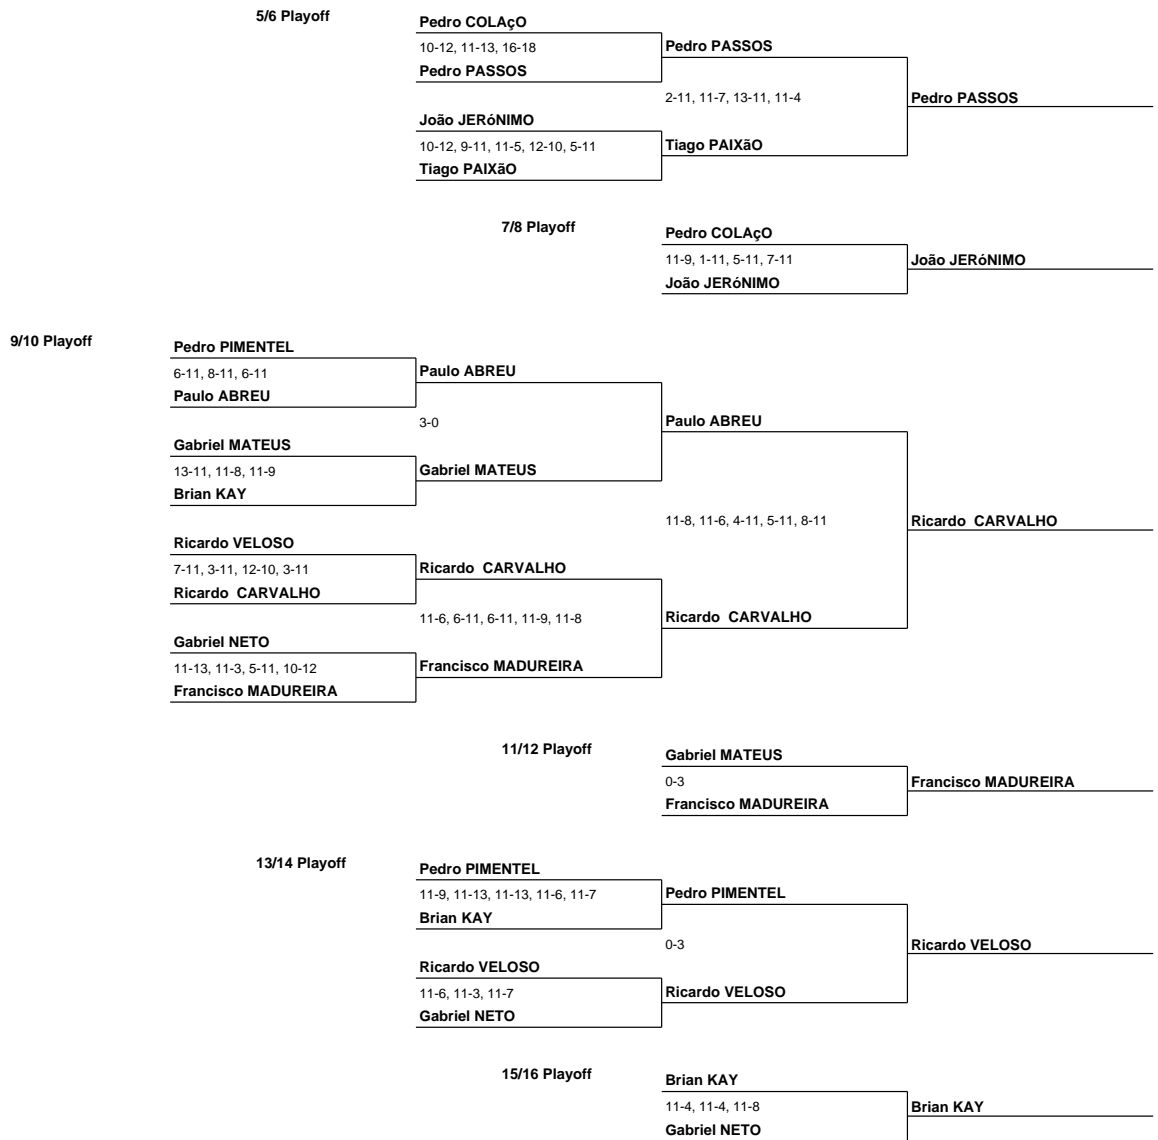 5/6 Playoff
Pedro COLAçO
10-12, 11-13, 16-18
Pedro PASSOS
Pedro PASSOS
2-11, 11-7, 13-11, 11-4
Pedro PASSOS
João JERóNIMO
10-12, 9-11, 11-5, 12-10, 5-11
Tiago PAIXãO
Tiago PAIXãO
7/8 Playoff
Pedro COLAçO
11-9, 1-11, 5-11, 7-11
João JERóNIMO
João JERóNIMO
9/10 Playoff
Pedro PIMENTEL
6-11, 8-11, 6-11
Paulo ABREU
Paulo ABREU
3-0
Paulo ABREU
Gabriel MATEUS
13-11, 11-8, 11-9
Gabriel MATEUS
Brian KAY
11-8, 11-6, 4-11, 5-11, 8-11
Ricardo  CARVALHO
Ricardo VELOSO
7-11, 3-11, 12-10, 3-11
Ricardo  CARVALHO
Ricardo  CARVALHO
11-6, 6-11, 6-11, 11-9, 11-8
Ricardo  CARVALHO
Gabriel NETO
11-13, 11-3, 5-11, 10-12
Francisco MADUREIRA
Francisco MADUREIRA
11/12 Playoff
Gabriel MATEUS
0-3
Francisco MADUREIRA
Francisco MADUREIRA
13/14 Playoff
Pedro PIMENTEL
11-9, 11-13, 11-13, 11-6, 11-7
Pedro PIMENTEL
Brian KAY
0-3
Ricardo VELOSO
Ricardo VELOSO
11-6, 11-3, 11-7
Ricardo VELOSO
Gabriel NETO
15/16 Playoff
Brian KAY
11-4, 11-4, 11-8
Brian KAY
Gabriel NETO